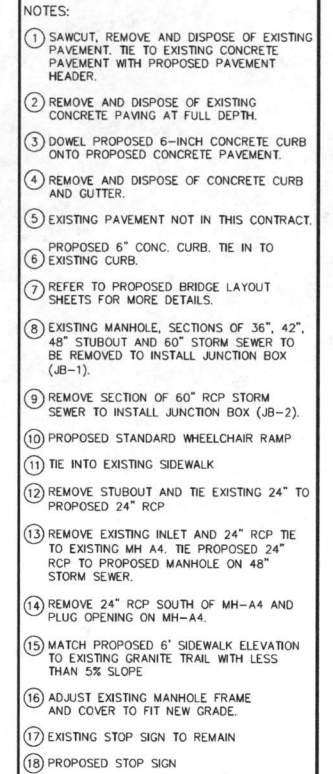 NOTES:
1 SAWCUT, REMOVE AND DISPOSE OF EXISTING
PAVEMENT. TIE TO EXISTING CONCRETE
PAVEMENT WITH PROPOSED PAVEMENT
HEADER.
2 REMOVE AND DISPOSE OF EXISTING
CONCRETE PAVING AT FULL DEPTH.
3 DOWEL PROPOSED 6-INCH CONCRETE CURB
ONTO PROPOSED CONCRETE PAVEMENT.
4 REMOVE AND DISPOSE OF CONCRETE CURB
AND GUTTER.
5 EXISTING PAVEMENT NOT IN THIS CONTRACT.
6 PROPOSED 6" CONC. CURB. TIE IN TO
EXISTING CURB.
7 REFER TO PROPOSED BRIDGE LAYOUT
SHEETS FOR MORE DETAILS.
8 EXISTING MANHOLE, SECTIONS OF 36", 42",
48" STUBOUT AND 60" STORM SEWER TO
BE REMOVED TO INSTALL JUNCTION BOX
(JB-1).
9 REMOVE SECTION OF 60" RCP STORM
SEWER TO INSTALL JUNCTION BOX (JB-2).
10 PROPOSED STANDARD WHEELCHAIR RAMP
11 TIE INTO EXISTING SIDEWALK
12 REMOVE STUBOUT AND TIE EXISTING 24" TO
PROPOSED 24" RCP
13 REMOVE EXISTING INLET AND 24" RCP TIE
TO EXISTING MH A4. TIE PROPOSED 24"
RCP TO PROPOSED MANHOLE ON 48"
STORM SEWER.
14 REMOVE 24" RCP SOUTH OF MH-A4 AND
PLUG OPENING ON MH-A4.
15 MATCH PROPOSED 6' SIDEWALK ELEVATION
TO EXISTING GRANITE TRAIL WITH LESS
THAN 5% SLOPE
16 ADJUST EXISTING MANHOLE FRAME
AND COVER TO FIT NEW GRADE.
17 EXISTING STOP SIGN TO REMAIN
18 PROPOSED STOP SIGN